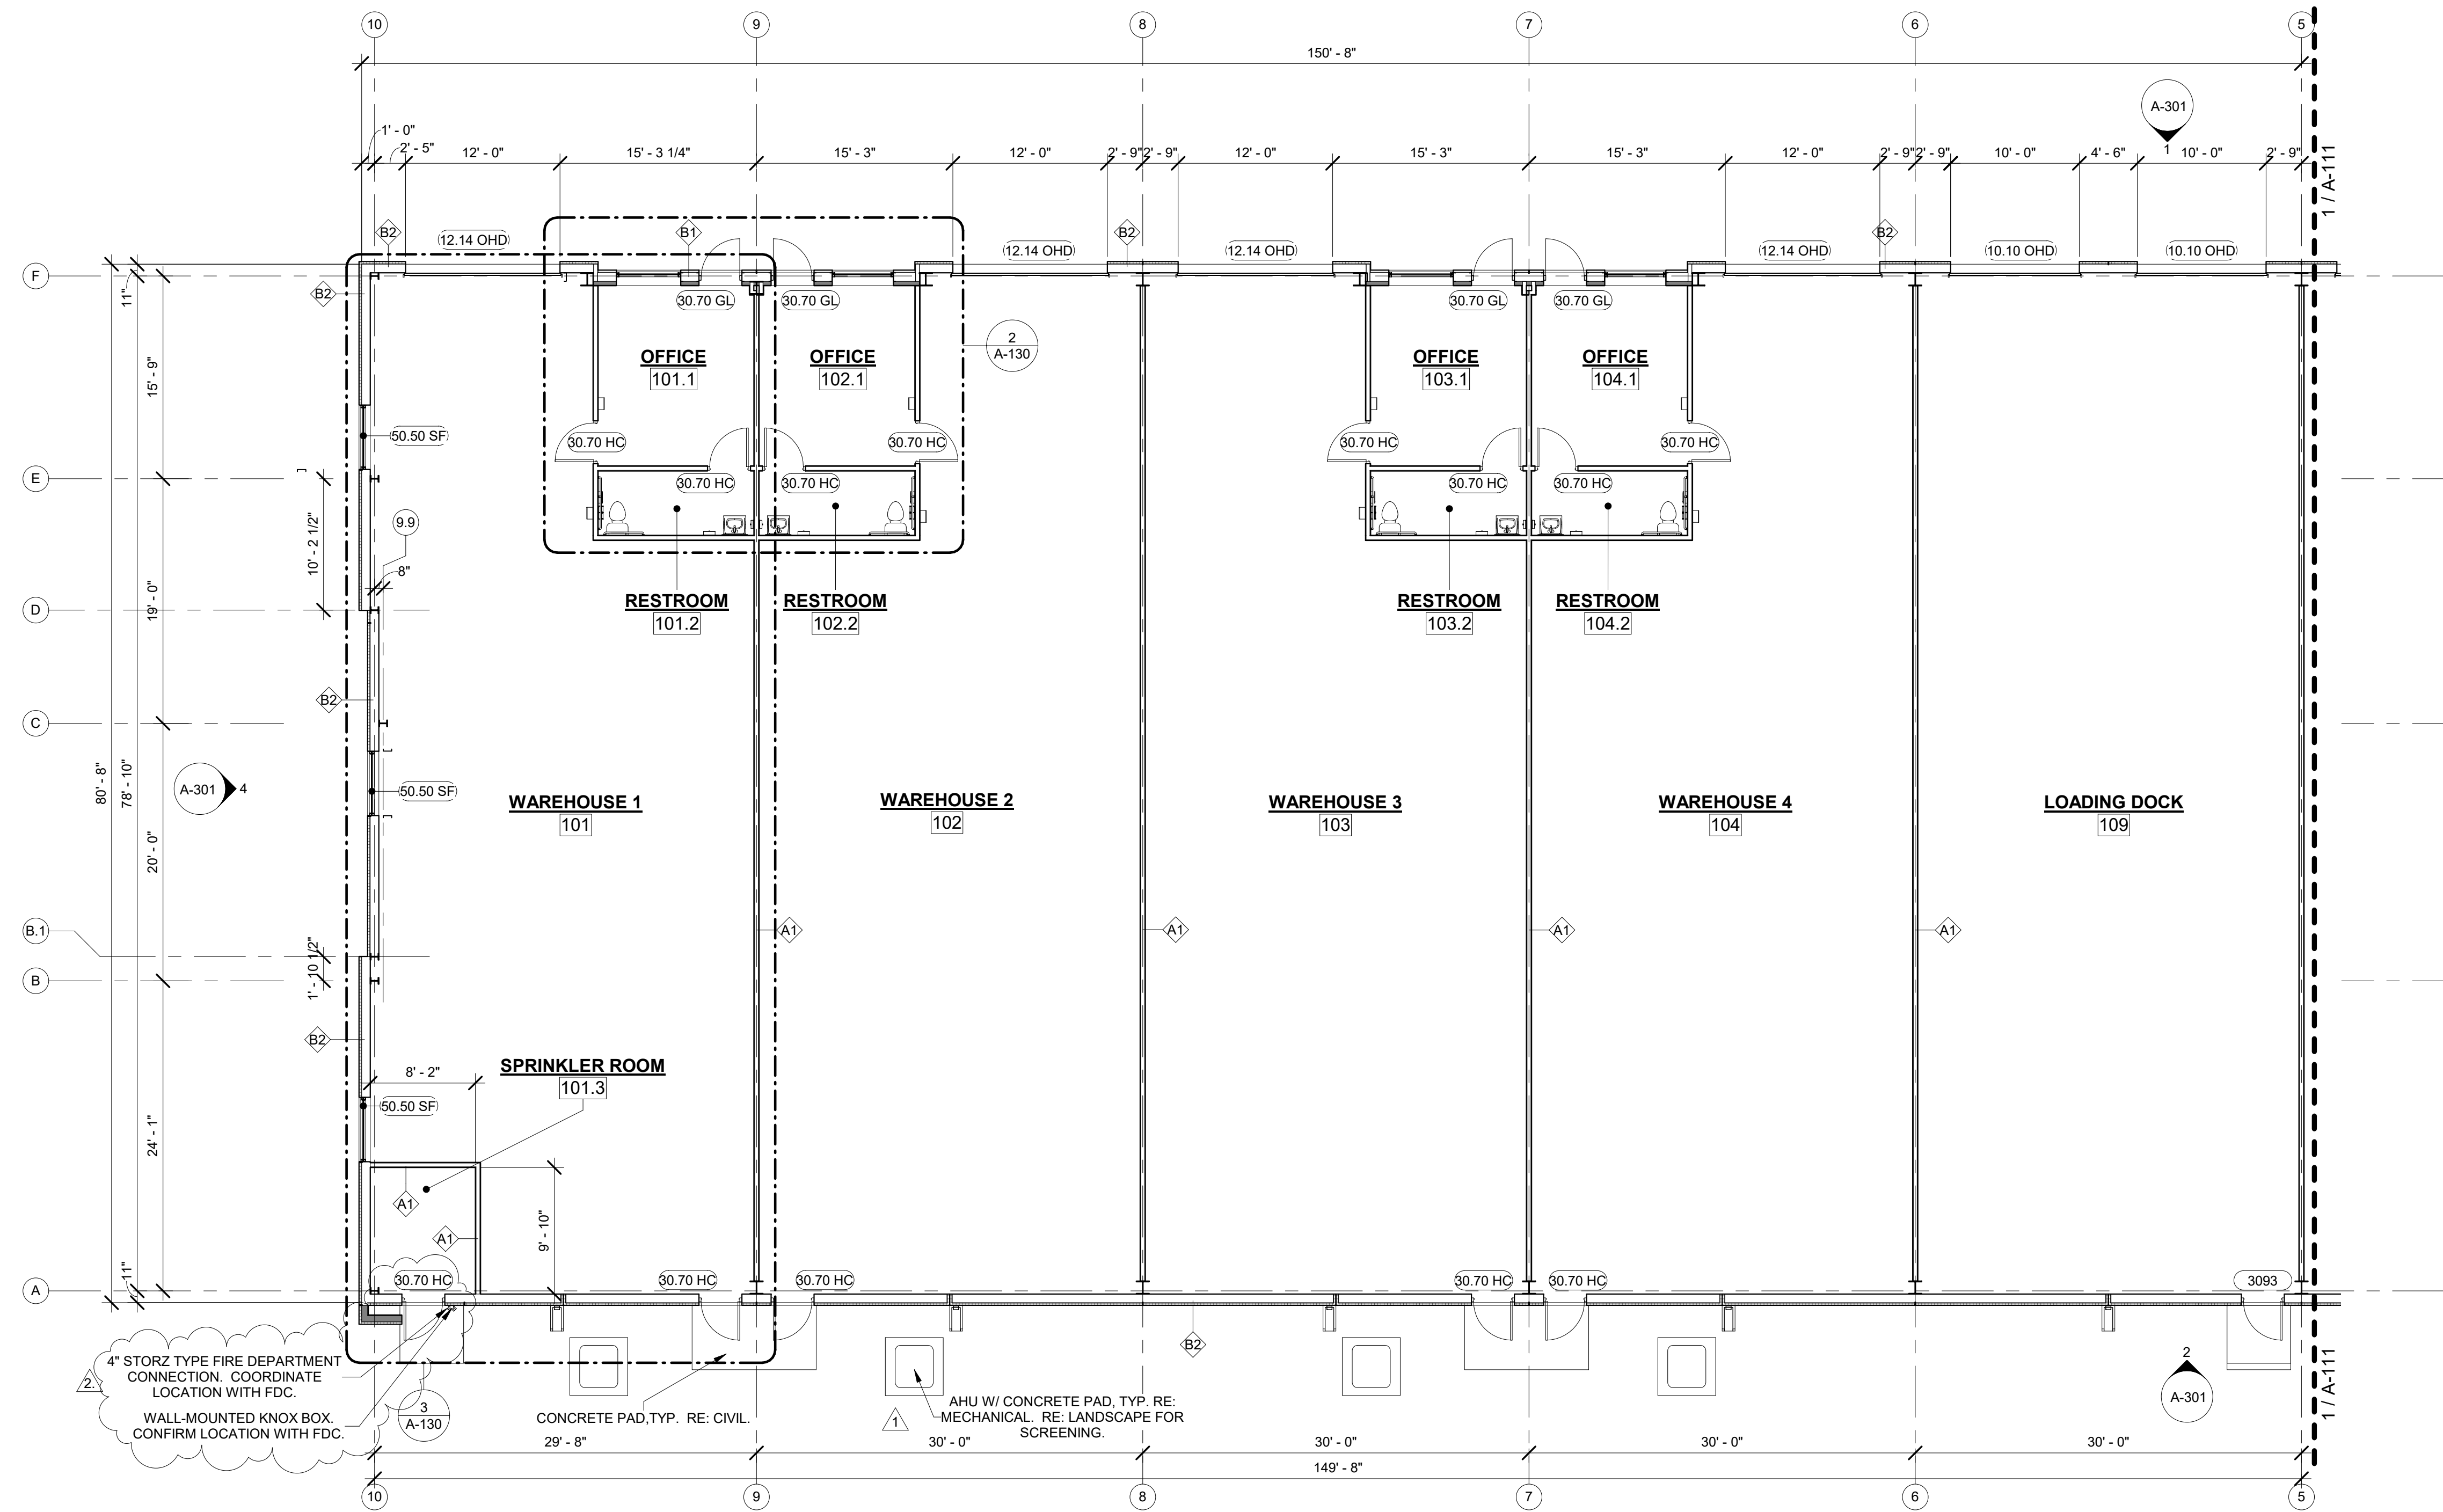 10
9
8
7
6
5
150' - 8"
A-301
1
1' - 0"
2' - 5"
12' - 0"
15' - 3 1/4"
15' - 3"
12' - 0"
2' - 9"
2' - 9"
12' - 0"
15' - 3"
15' - 3"
12' - 0"
2' - 9"
2' - 9"
10' - 0"
4' - 6"
10' - 0"
2' - 9"
1 / A-111
B2
12.14 OHD
B1
12.14 OHD
B2
12.14 OHD
12.14 OHD
B2
10.10 OHD
10.10 OHD
F
11"
B2
30.70 GL
30.70 GL
30.70 GL
30.70 GL
2
A-130
OFFICE
101.1
OFFICE
102.1
OFFICE
103.1
OFFICE
104.1
15' - 9"
50.50 SF
30.70 HC
30.70 HC
30.70 HC
30.70 HC
E
30.70 HC
30.70 HC
30.70 HC
30.70 HC
10' - 2 1/2"
9.9
8"
D
19' - 0"
RESTROOM
101.2
RESTROOM
102.2
RESTROOM
103.2
RESTROOM
104.2
B2
C
80' - 8"
78' - 10"
A-301
4
50.50 SF
WAREHOUSE 1
101
WAREHOUSE 2
102
WAREHOUSE 3
103
WAREHOUSE 4
104
LOADING DOCK
109
20' - 0"
B.1
A1
A1
A1
A1
1' - 10 1/2"
B
B2
SPRINKLER ROOM
101.3
8' - 2"
50.50 SF
24' - 1"
A1
A1
9' - 10"
11"
A
30.70 HC
30.70 HC
30.70 HC
30.70 HC
30.70 HC
3093
B2
4" STORZ TYPE FIRE DEPARTMENT
CONNECTION. COORDINATE
LOCATION WITH FDC.
2.
WALL-MOUNTED KNOX BOX.
CONFIRM LOCATION WITH FDC.
3
A-130
CONCRETE PAD,TYP. RE: CIVIL.
1
AHU W/ CONCRETE PAD, TYP. RE:
MECHANICAL. RE: LANDSCAPE FOR
SCREENING.
2
A-301
1 / A-111
29' - 8"
30' - 0"
30' - 0"
30' - 0"
30' - 0"
149' - 8"
10
9
8
7
6
5